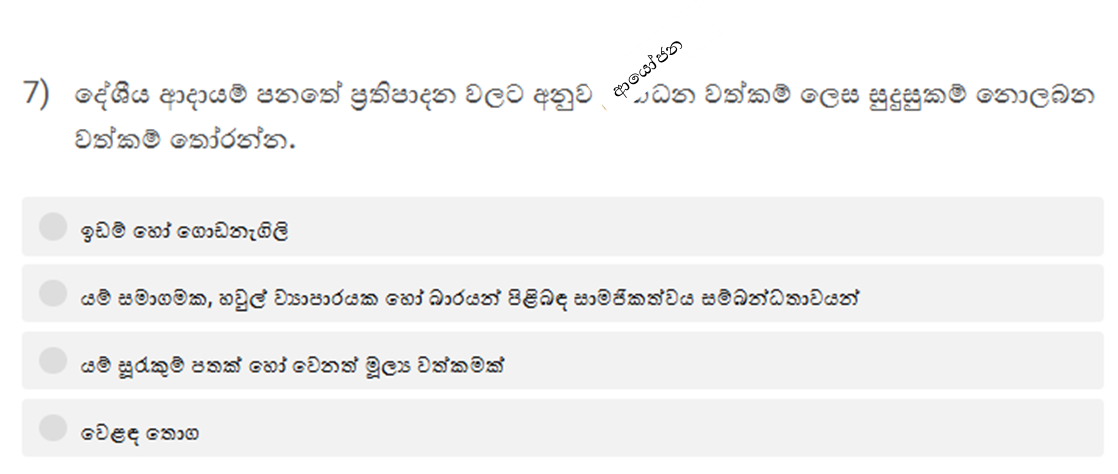 ආයෝජන
7) දේශීය ආදායම් පනතේ ප්‍රතිපාදන වලට අනුව වත්කම් ලෙස සුදුසුකම් නොලබන
වත්කම් තෝරන්න.
ඉඩම් හෝ ගොඩනැගිලි
යම් සමාගමක, හවුල් ව්‍යාපාරයක හෝ බාරයන් පිළිබඳ සාමජිකත්වය සම්බන්ධතාවයන්
යම් සූරැකුම් පතක් හෝ වෙනත් මූල්‍ය වත්කමක්
වෙළඳ තොග